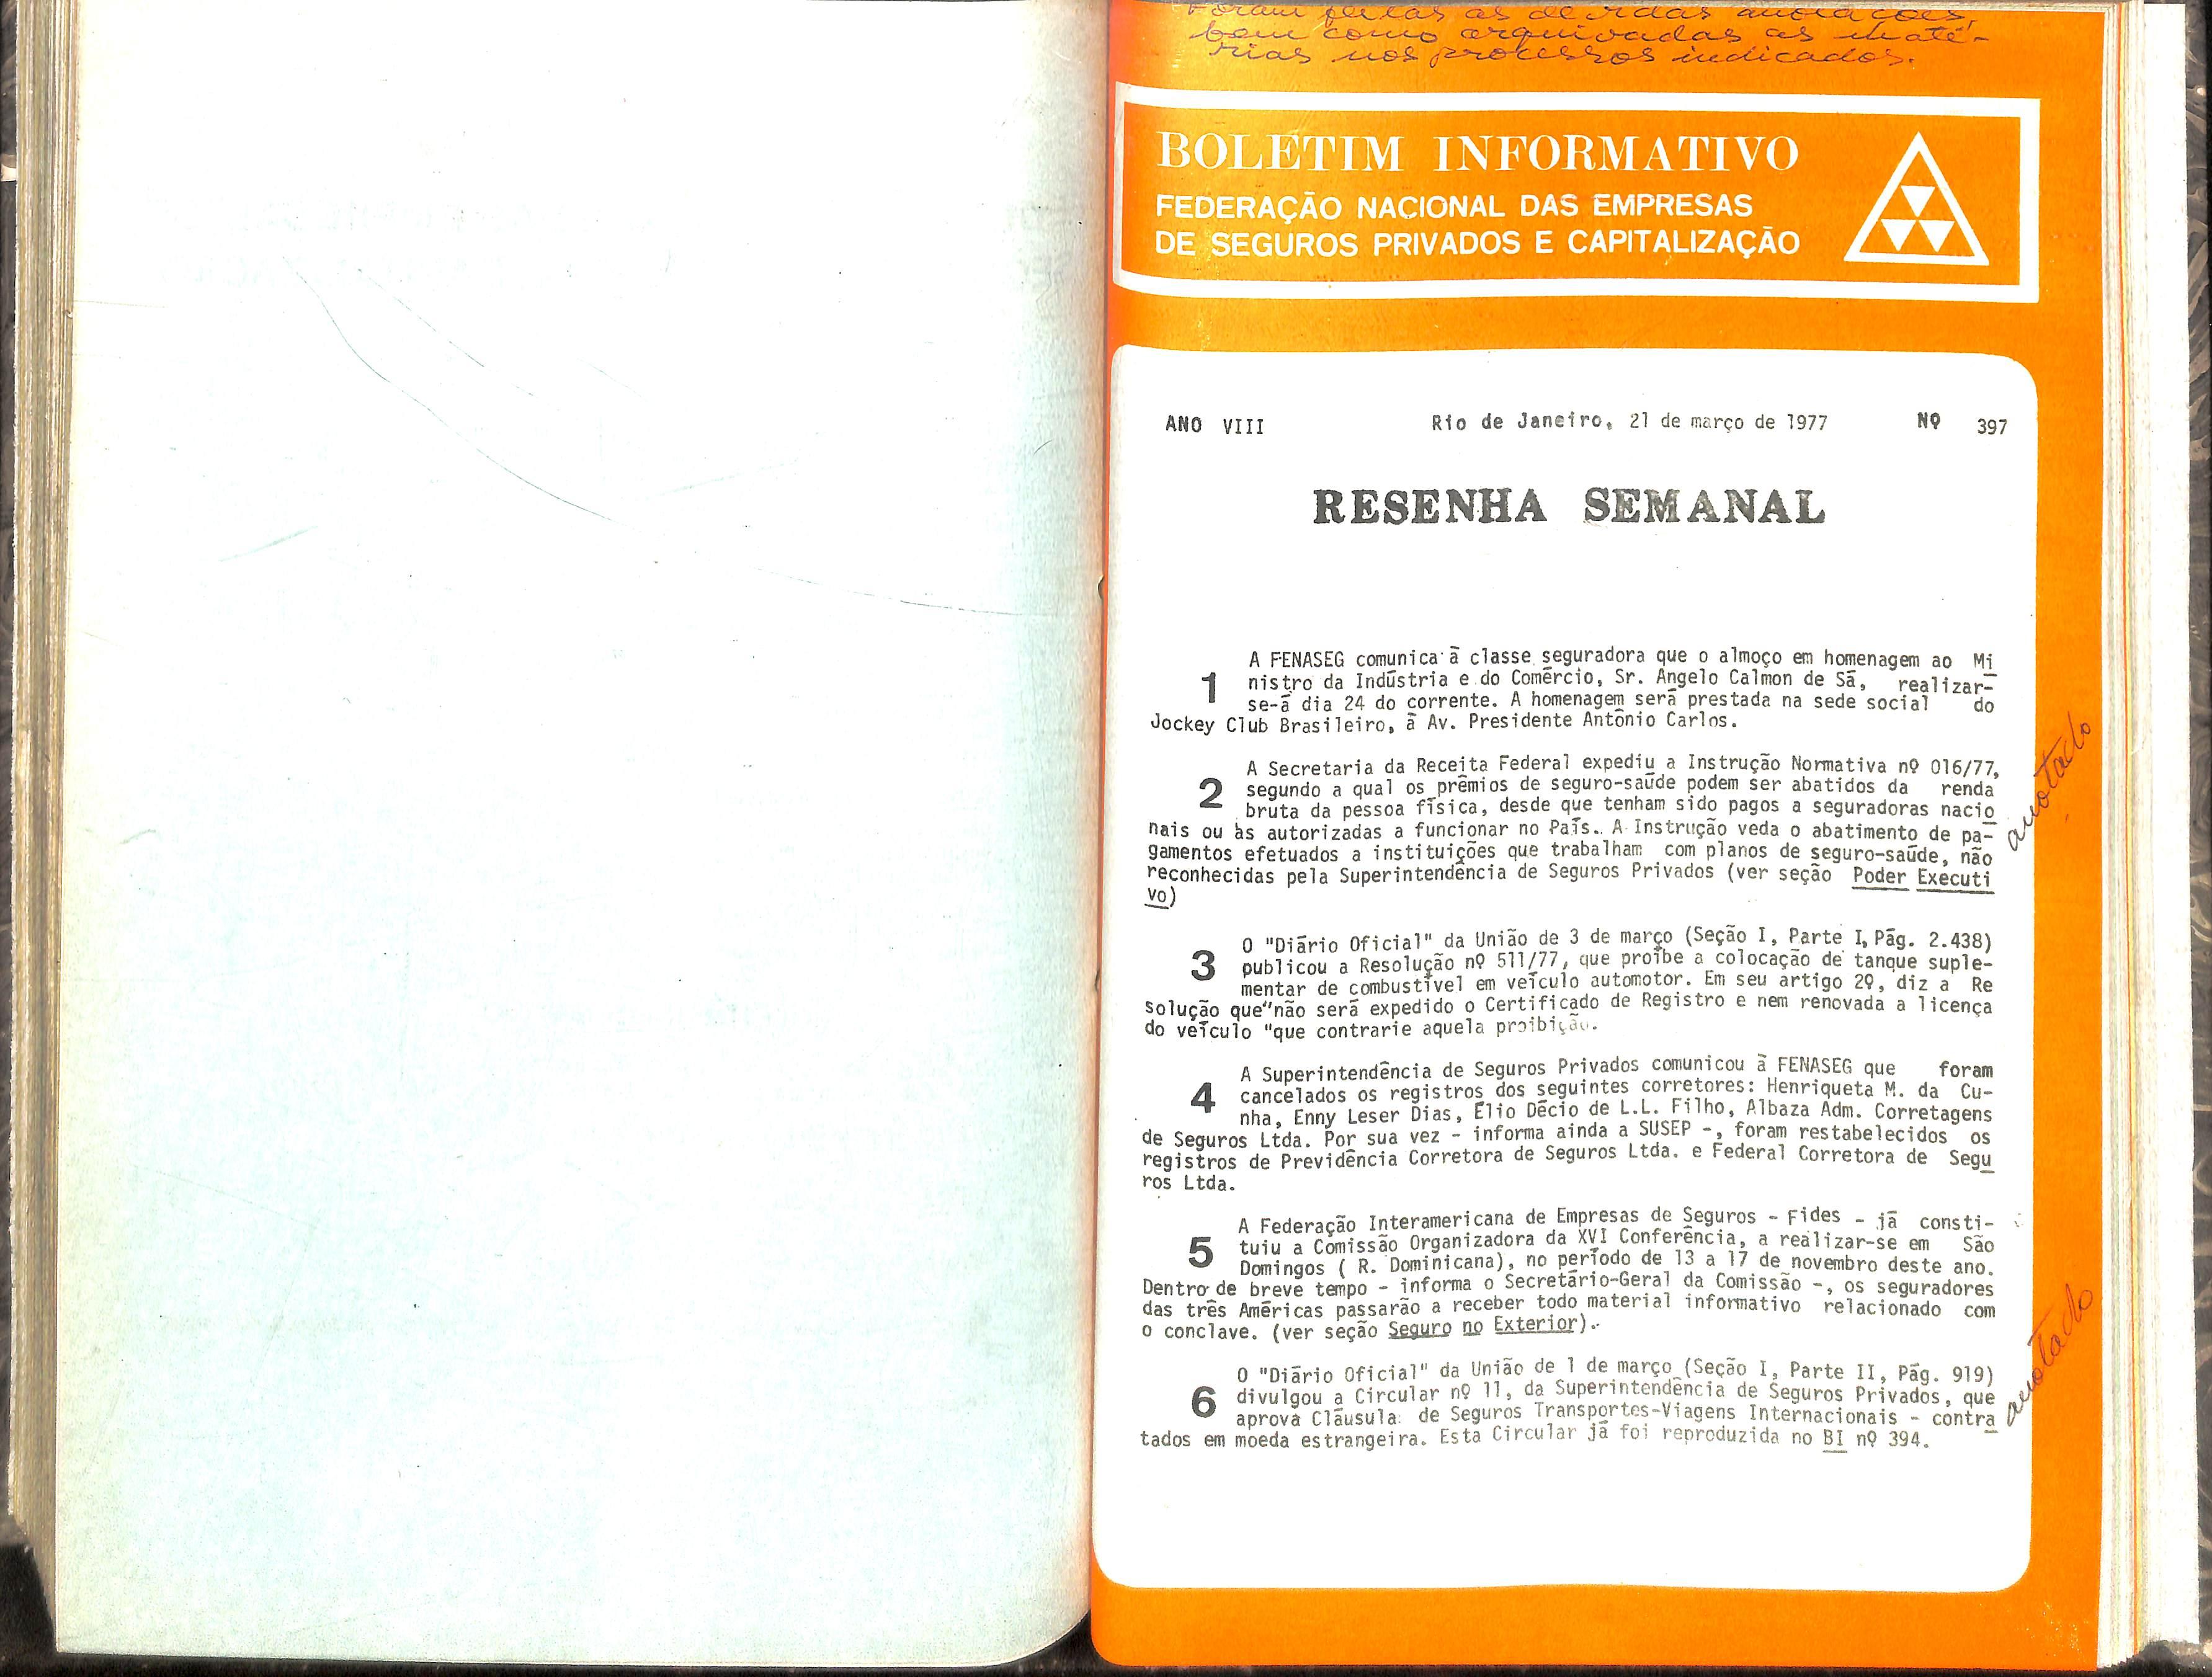 Foram feitas as devidas anotações,
bem como arquivadas as maté-
rias nos processos indicados.
BOLETIM INFORMATIVO
FEDERAÇÃO NACIONAL DAS EMPRESAS
DE SEGUROS PRIVADOS E CAPITALIZAÇÃO
ANO VIII Rio de Janeiro, 21 de março de 1977 Nº 397
RESENHA SEMANAL
1
A FENASEG comunica à classe seguradora que o almoço em homenagem ao Mi
nistro da Indústria e do Comércio, Sr. Angelo Calmon de Sá, realizar-
se-á dia 24 do corrente. A homenagem será prestada na sede social do
Jockey Club Brasileiro, à Av. Presidente Antônio Carlos.
2
A Secretaria da Receita Federal expediu a Instrução Normativa nº 016/77,
segundo a qual os prêmios de seguro-saúde podem ser abatidos da renda
bruta da pessoa física, desde que tenham sido pagos a seguradoras nacio
nais ou às autorizadas a funcionar no País. A Instrução veda o abatimento de pa-
gamentos efetuados a instituições que trabalham com planos de seguro-saúde, não
reconhecidas pela Superintendência de Seguros Privados (ver seção Poder Executi
vo)
anotado
3
O "Diário Oficial" da União de 3 de março (Seção I, Parte I, Pág. 2.438)
publicou a Resolução nº 511/77, que proíbe a colocação de tanque suple-
mentar de combustível em veículo automotor. Em seu artigo 2º, diz a Re
solução que"não será expedido o Certificado de Registro e nem renovada a licença
do veículo "que contrarie aquela proibição.
4
A Superintendência de Seguros Privados comunicou à FENASEG que foram
cancelados os registros dos seguintes corretores: Henriqueta M. da Cu-
nha, Enny Leser Dias, Élio Décio de L.L. Filho, Albaza Adm. Corretagens
de Seguros Ltda. Por sua vez - informa ainda a SUSEP -, foram restabelecidos os
registros de Previdência Corretora de Seguros Ltda. e Federal Corretora de Segu
ros Ltda.
5
A Federação Interamericana de Empresas de Seguros - Fides - já consti-
tuiu a Comissão Organizadora da XVI Conferência, a realizar-se em São
Domingos ( R. Dominicana), no período de 13 a 17 de novembro deste ano.
Dentro de breve tempo - informa o Secretário-Geral da Comissão -, os seguradores
das três Américas passarão a receber todo material informativo relacionado com
o conclave. (ver seção Seguro no Exterior).
6
O "Diário Oficial" da União de 1 de março (Seção I, Parte II, Pág. 919)
divulgou a Circular nº 11, da Superintendência de Seguros Privados, que
aprova Cláusula de Seguros Transportes-Viagens Internacionais - contra
tados em moeda estrangeira. Esta Circular já foi reproduzida no BI nº 394.
anotado